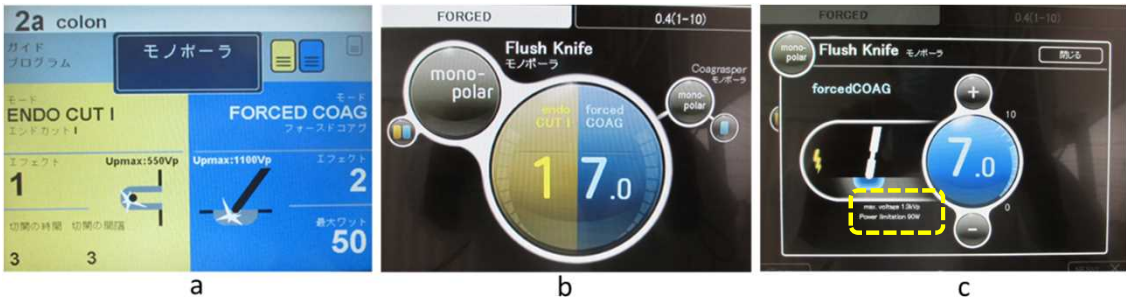 2a colon
ガイド
プログラム
モノポーラ
モード
ENDO CUT I
エンドカット I
モード
FORCED COAG
フォースドコアグ
エフェクト
1
Upmax:550Vp
Upmax:1100Vp
エフェクト
2
切開の時間 切開の間隔
3 3
最大ワット
50
a
FORCED
0.4(1-10)
Flush Knife
モノポーラ
mono-
polar
Coagrasper
モノポーラ
mono-
polar
endo
CUT I
forced
COAG
1
7.0
b
FORCED
0.4(1-10)
mono-
polar
Flush Knife モノポーラ
閉じる
forcedCOAG
+
10
7.0
0
max. voltage 1.3kVp
Power limitation 90W
-
c